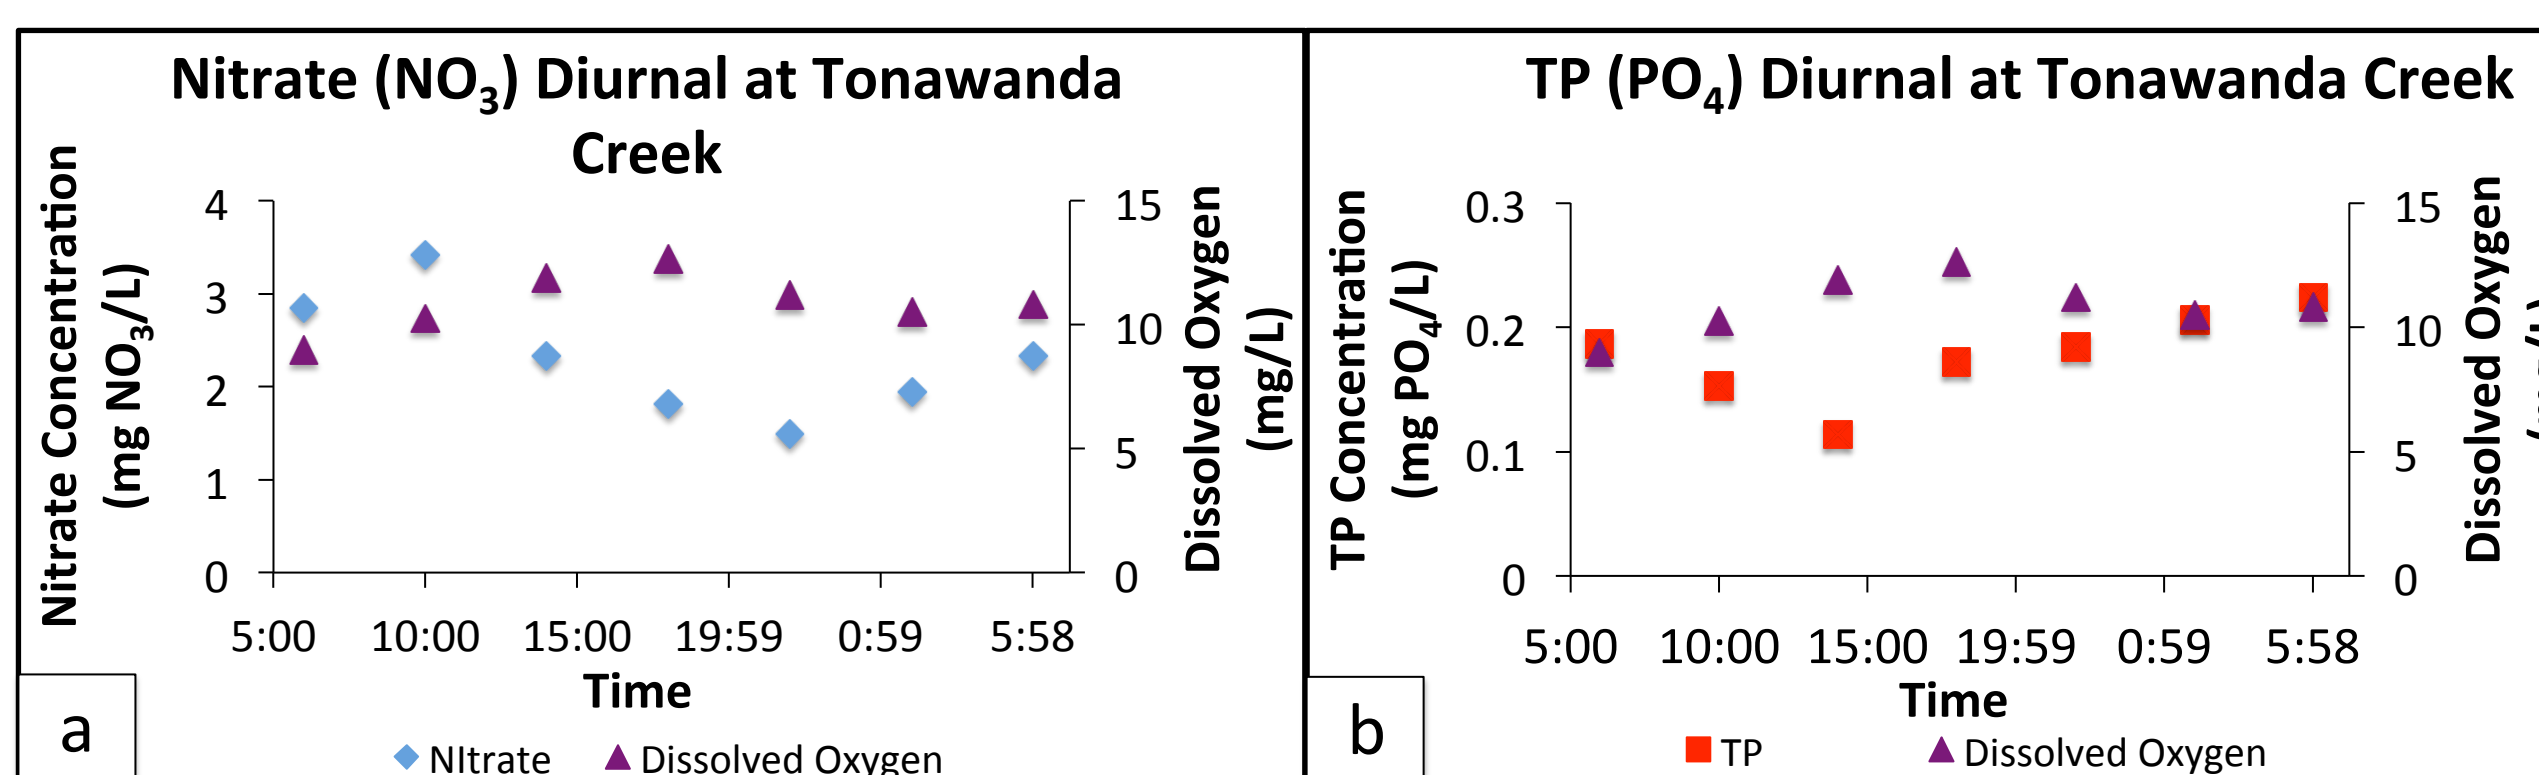 Nitrate (NO3) Diurnal at Tonawanda
Creek
Nitrate Concentration
(mg NO3/L)
4
3
2
1
0
15
10
5
0
Dissolved Oxygen
(mg/L)
5:00 10:00 15:00 19:59 0:59 5:58
Time
a
NItrate Dissolved Oxygen
TP (PO4) Diurnal at Tonawanda Creek
TP Concentration
(mg PO4/L)
0.3
0.2
0.1
0
15
10
5
0
Dissolved Oxygen
5:00 10:00 15:00 19:59 0:59 5:58
Time
b
TP Dissolved Oxygen